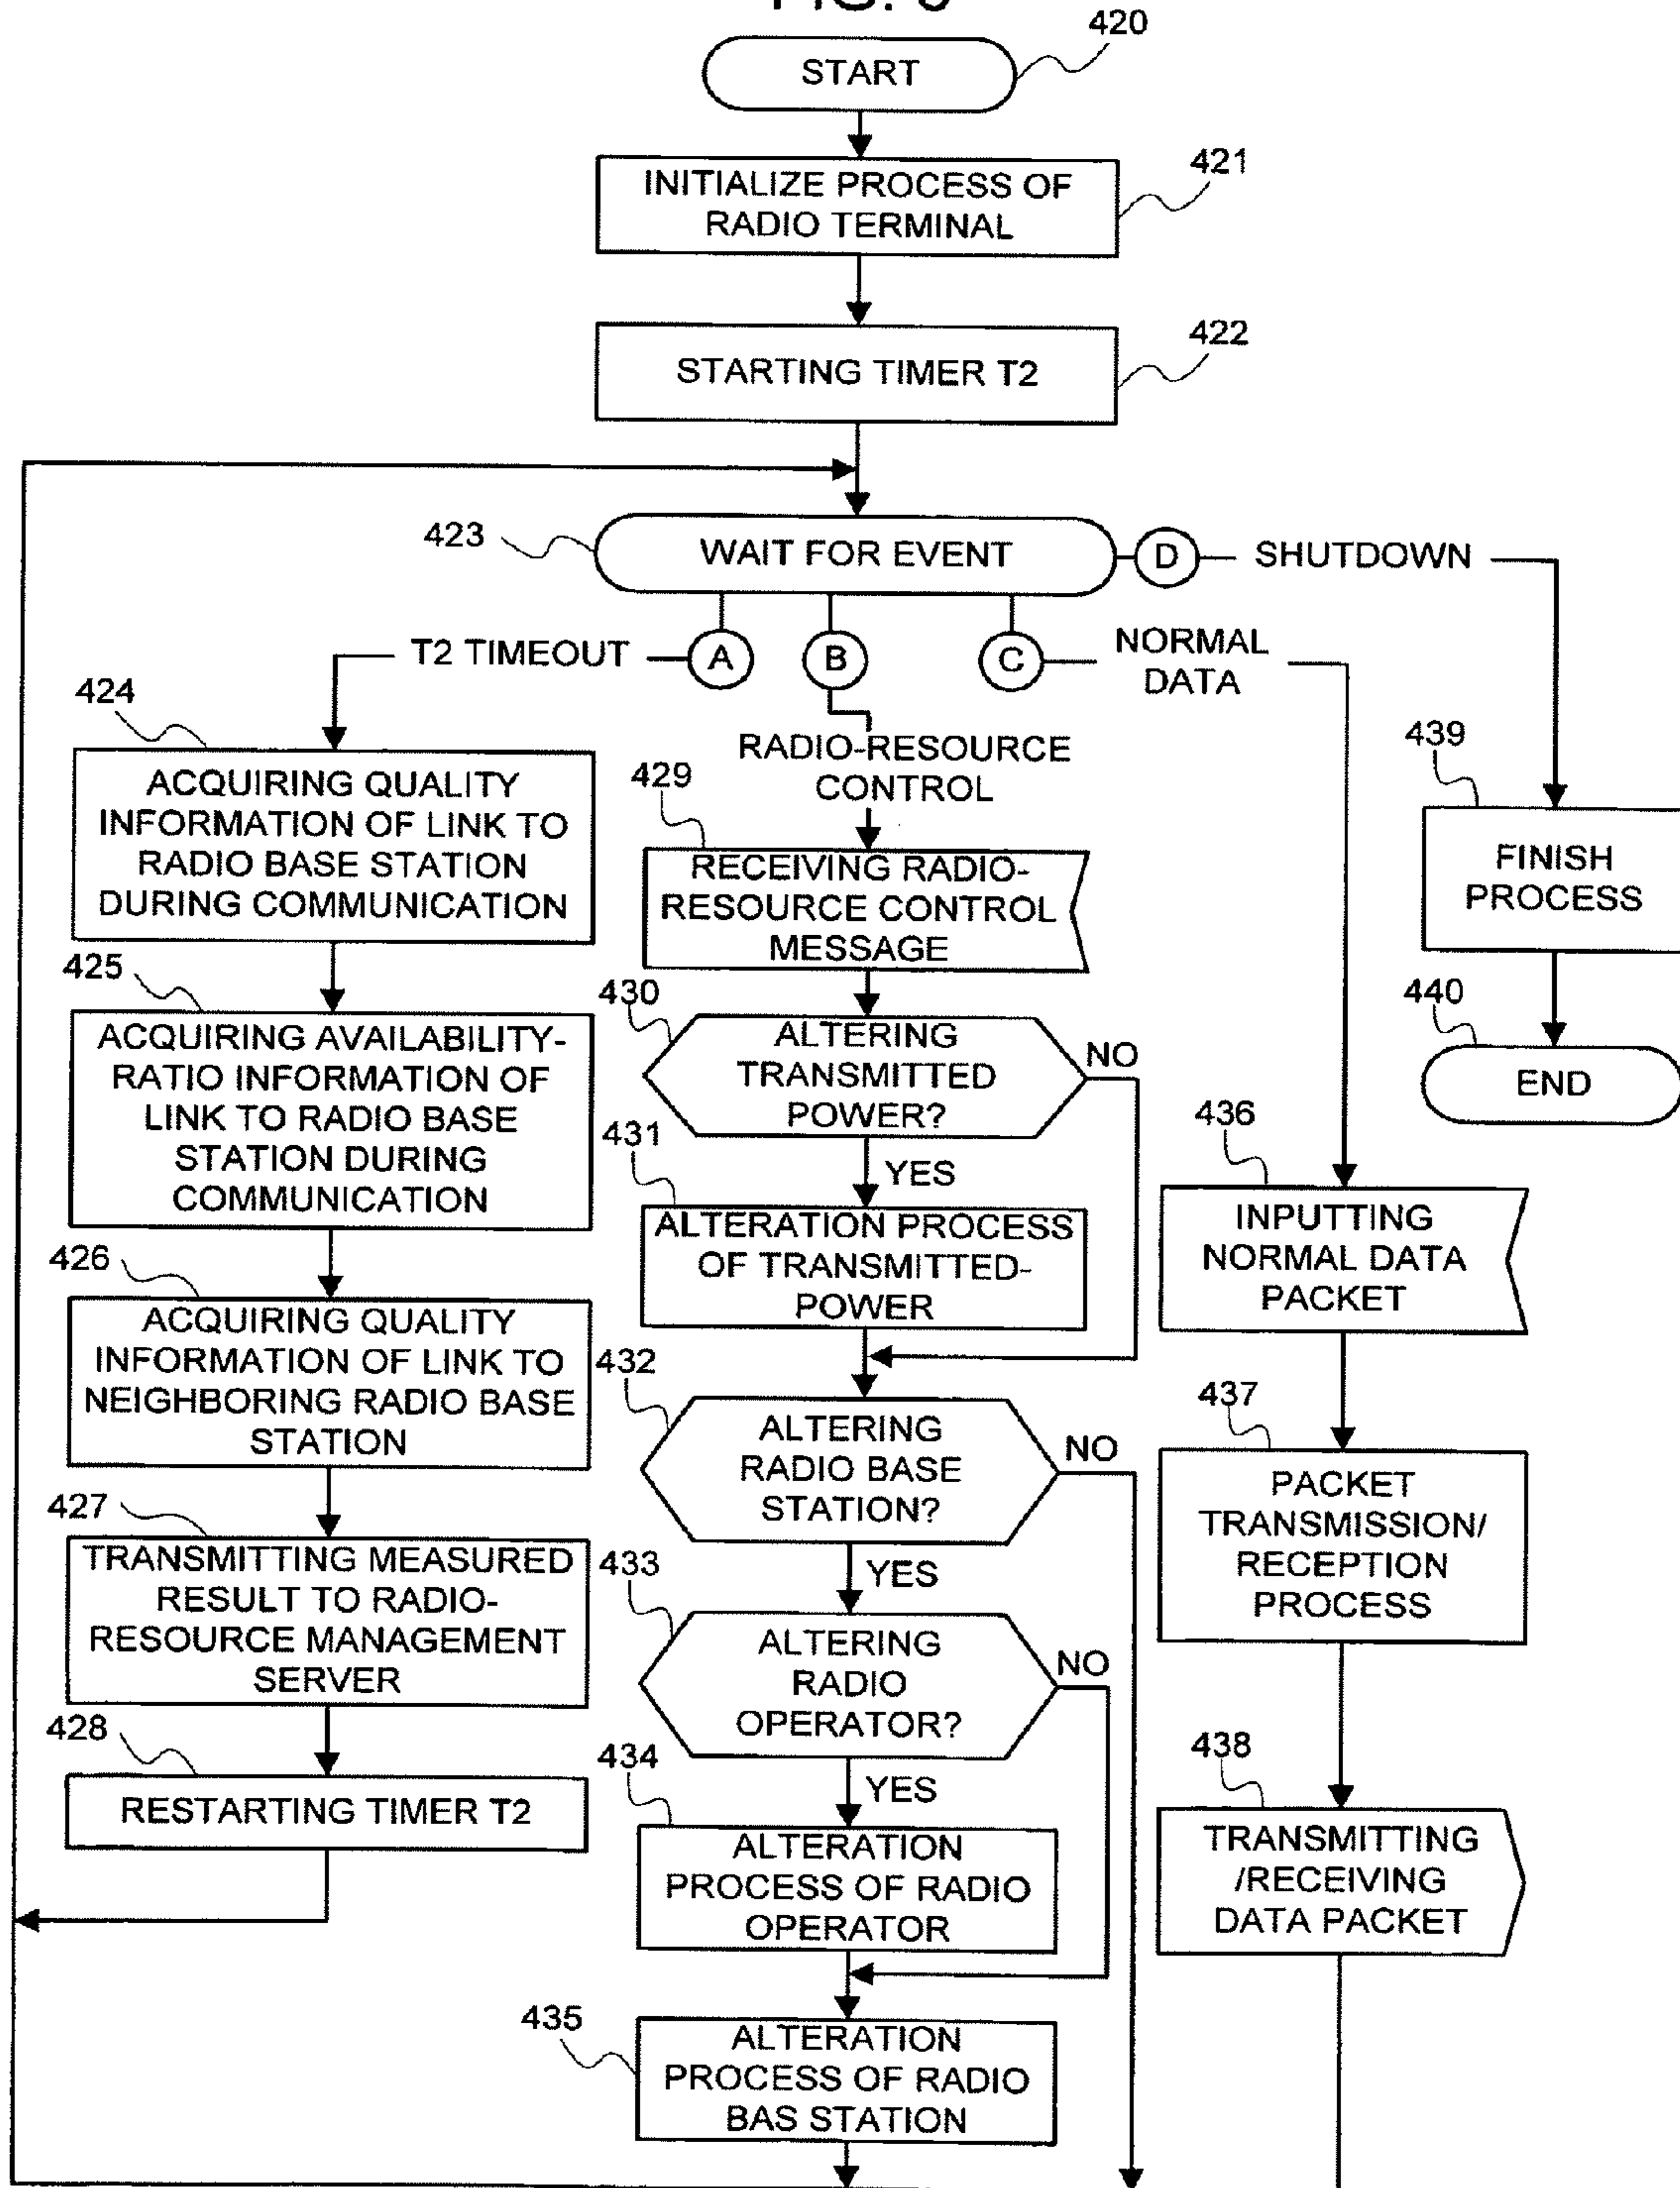 420
START
421
INITIALIZE PROCESS OF
RADIO TERMINAL
422
STARTING TIMER T2
423
WAIT FOR EVENT
D
SHUTDOWN
T2 TIMEOUT
A
B
C
NORMAL
DATA
424
ACQUIRING QUALITY
INFORMATION OF LINK TO
RADIO BASE STATION
DURING COMMUNICATION
425
ACQUIRING AVAILABILITY-
RATIO INFORMATION OF
LINK TO RADIO BASE
STATION DURING
COMMUNICATION
426
ACQUIRING QUALITY
INFORMATION OF LINK TO
NEIGHBORING RADIO BASE
STATION
427
TRANSMITTING MEASURED
RESULT TO RADIO-
RESOURCE MANAGEMENT
SERVER
428
RESTARTING TIMER T2
RADIO-RESOURCE
CONTROL
429
RECEIVING RADIO-
RESOURCE CONTROL
MESSAGE
430
ALTERING
TRANSMITTED
POWER?
NO
YES
431
ALTERATION PROCESS
OF TRANSMITTED-
POWER
432
ALTERING
RADIO BASE
STATION?
NO
YES
433
ALTERING
RADIO
OPERATOR?
NO
YES
434
ALTERATION
PROCESS OF RADIO
OPERATOR
435
ALTERATION
PROCESS OF RADIO
BAS STATION
436
INPUTTING
NORMAL DATA
PACKET
437
PACKET
TRANSMISSION/
RECEPTION
PROCESS
438
TRANSMITTING
/RECEIVING
DATA PACKET
439
FINISH
PROCESS
440
END